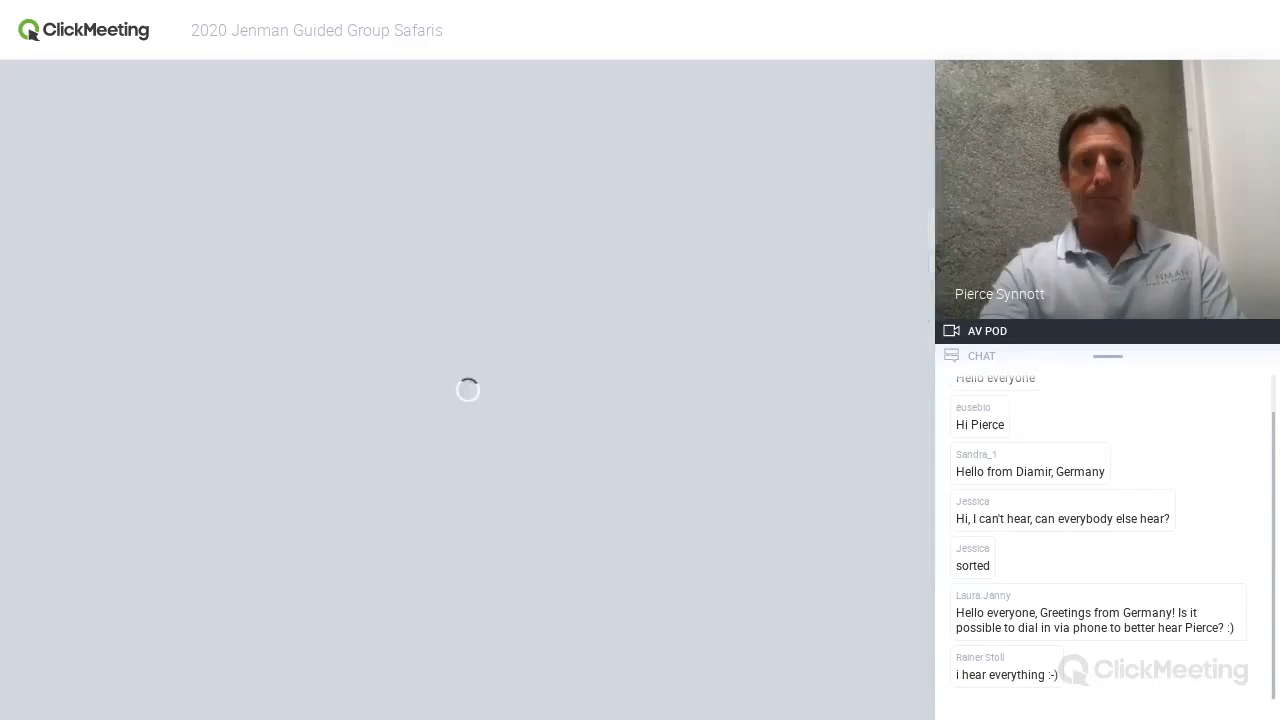 ClickMeeting
2020 Jenman Guided Group Safaris
Pierce Synnott
AV POD
CHAT
Hello everyone
eusebio
Hi Pierce
Sandra_1
Hello from Diamir, Germany
Jessica
Hi, I can't hear, can everybody else hear?
Jessica
sorted
Laura.Janny
Hello everyone, Greetings from Germany! Is it
possible to dial in via phone to better hear Pierce? :)
Rainer Stoll
i hear everything :-)
ClickMeeting